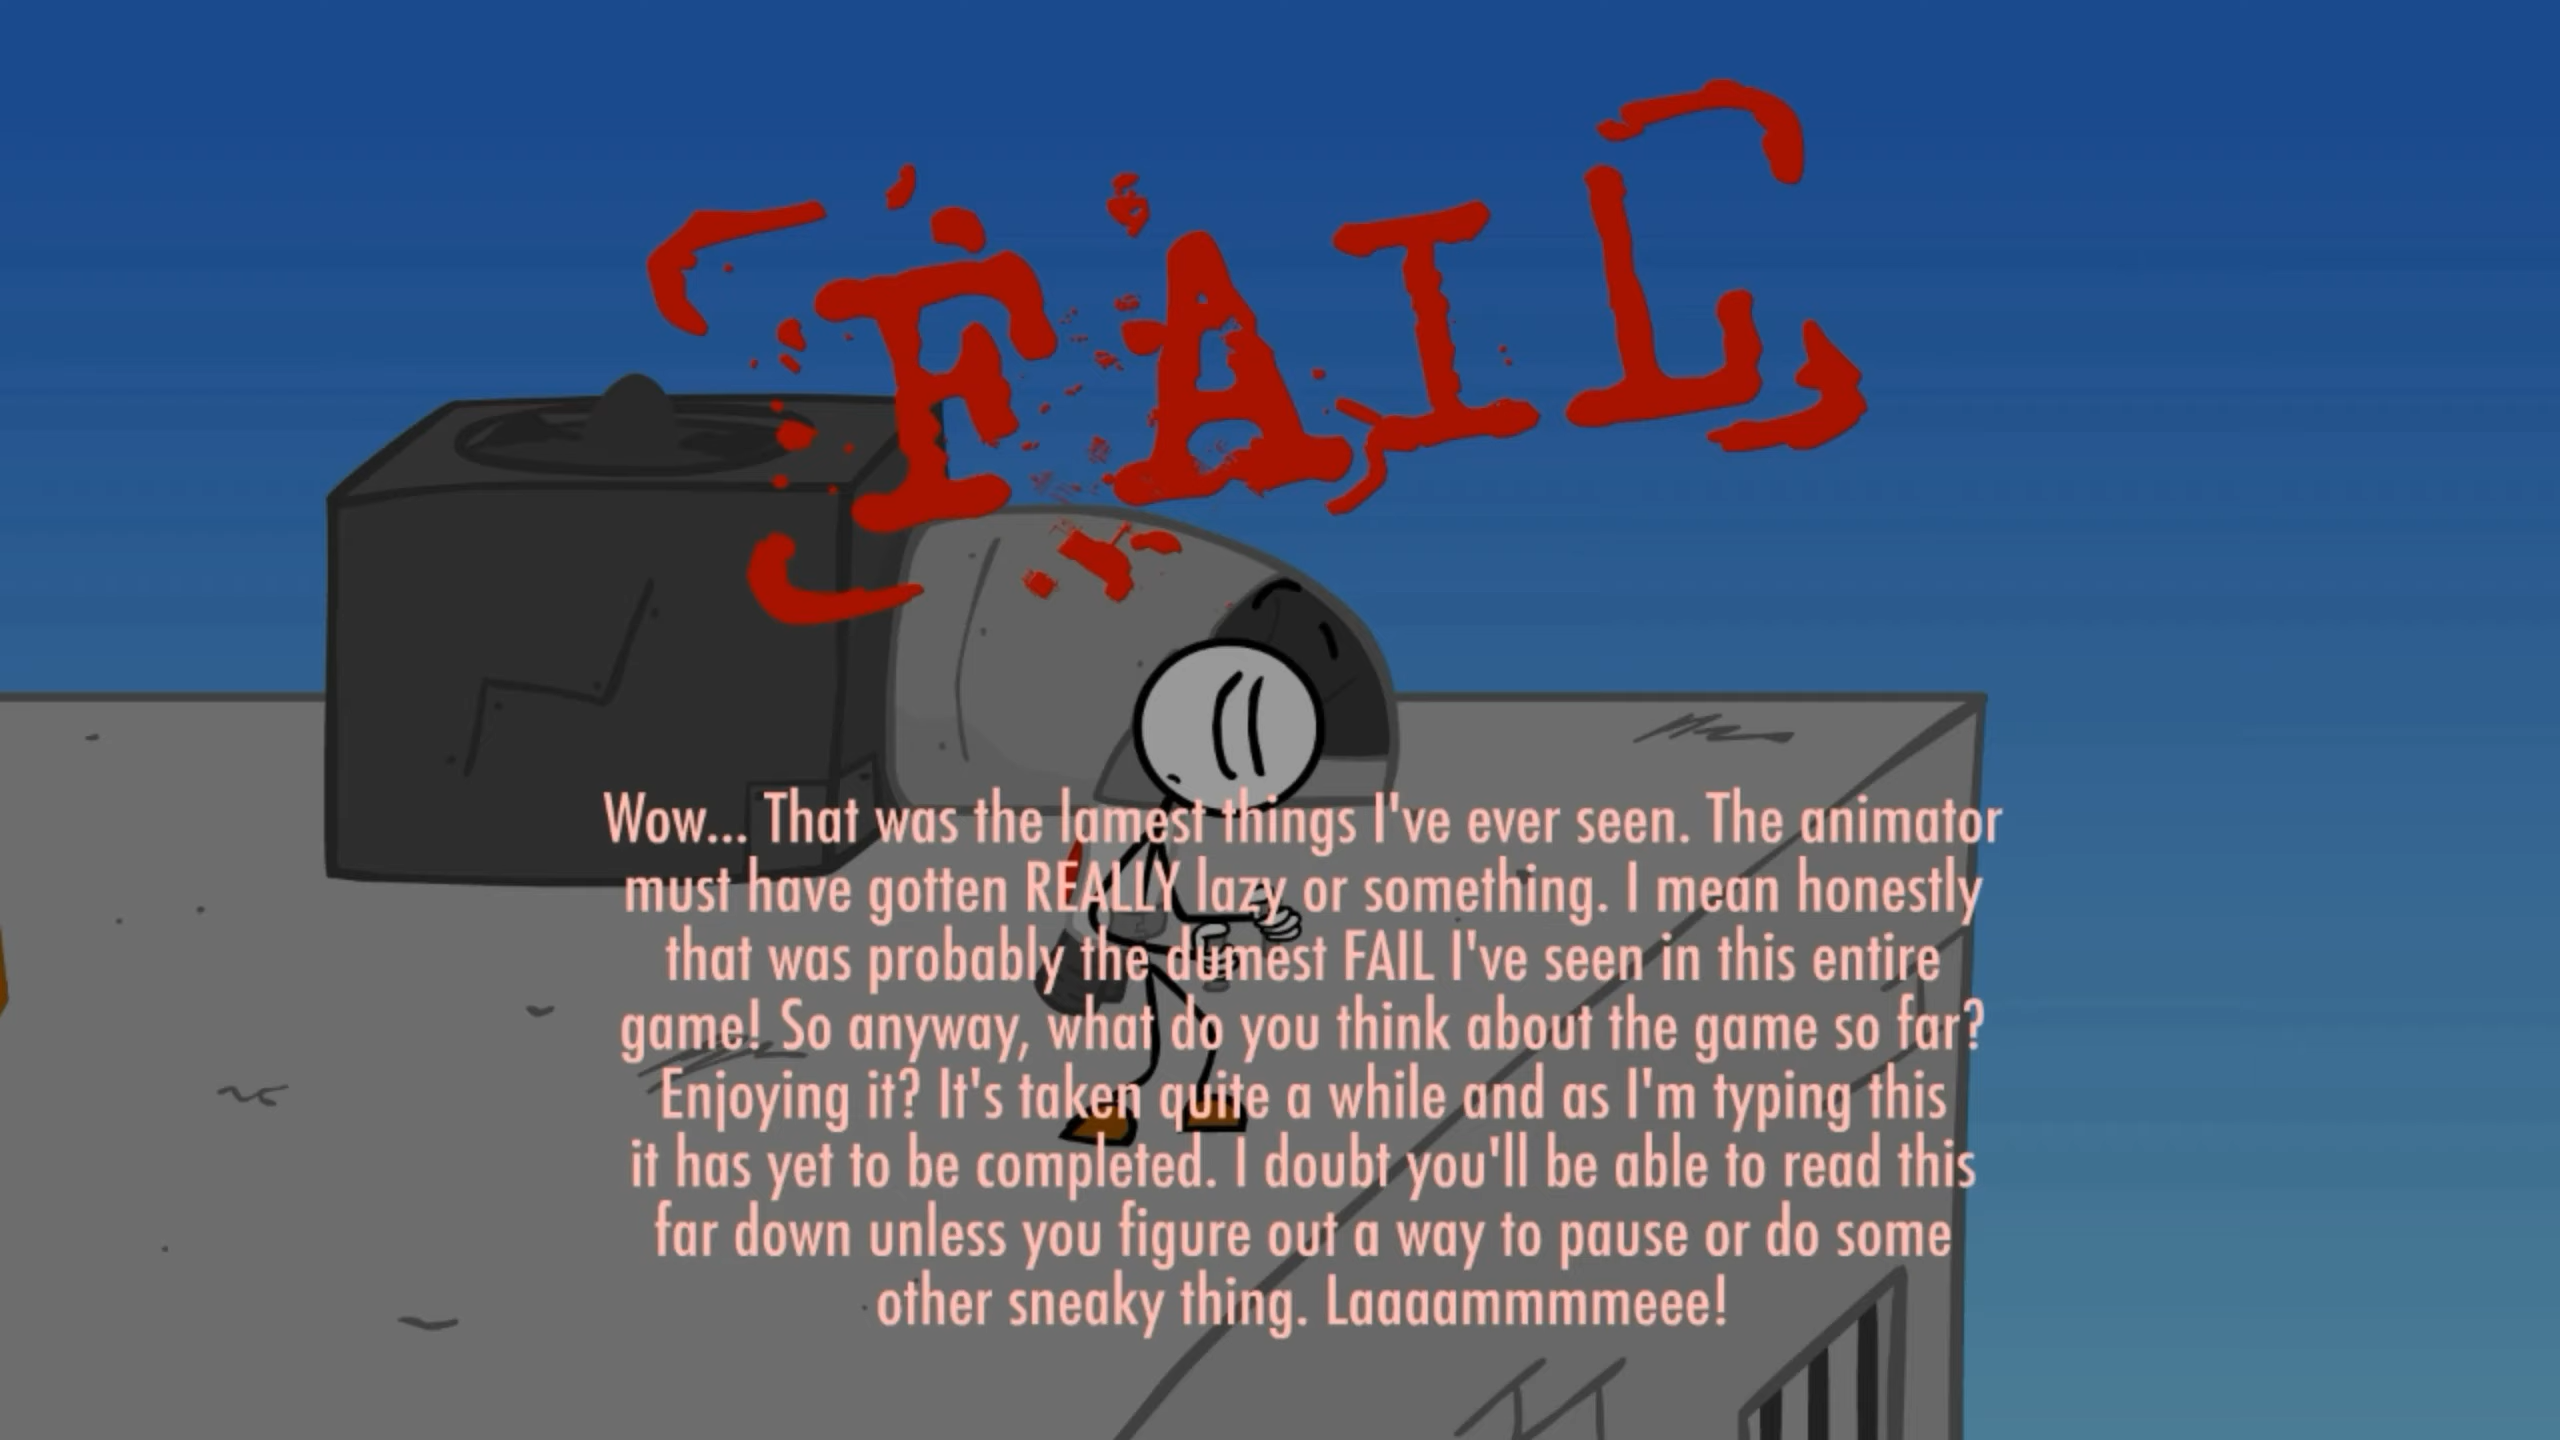 FAIL
Wow... That was the lamest things I've ever seen. The animator
must have gotten REALLY lazy or something. I mean honestly
that was probably the dumest FAIL I've seen in this entire
game! So anyway, what do you think about the game so far?
Enjoying it? It's taken quite a while and as I'm typing this
it has yet to be completed. I doubt you'll be able to read this
far down unless you figure out a way to pause or do some
other sneaky thing. Laaaammmmeee!